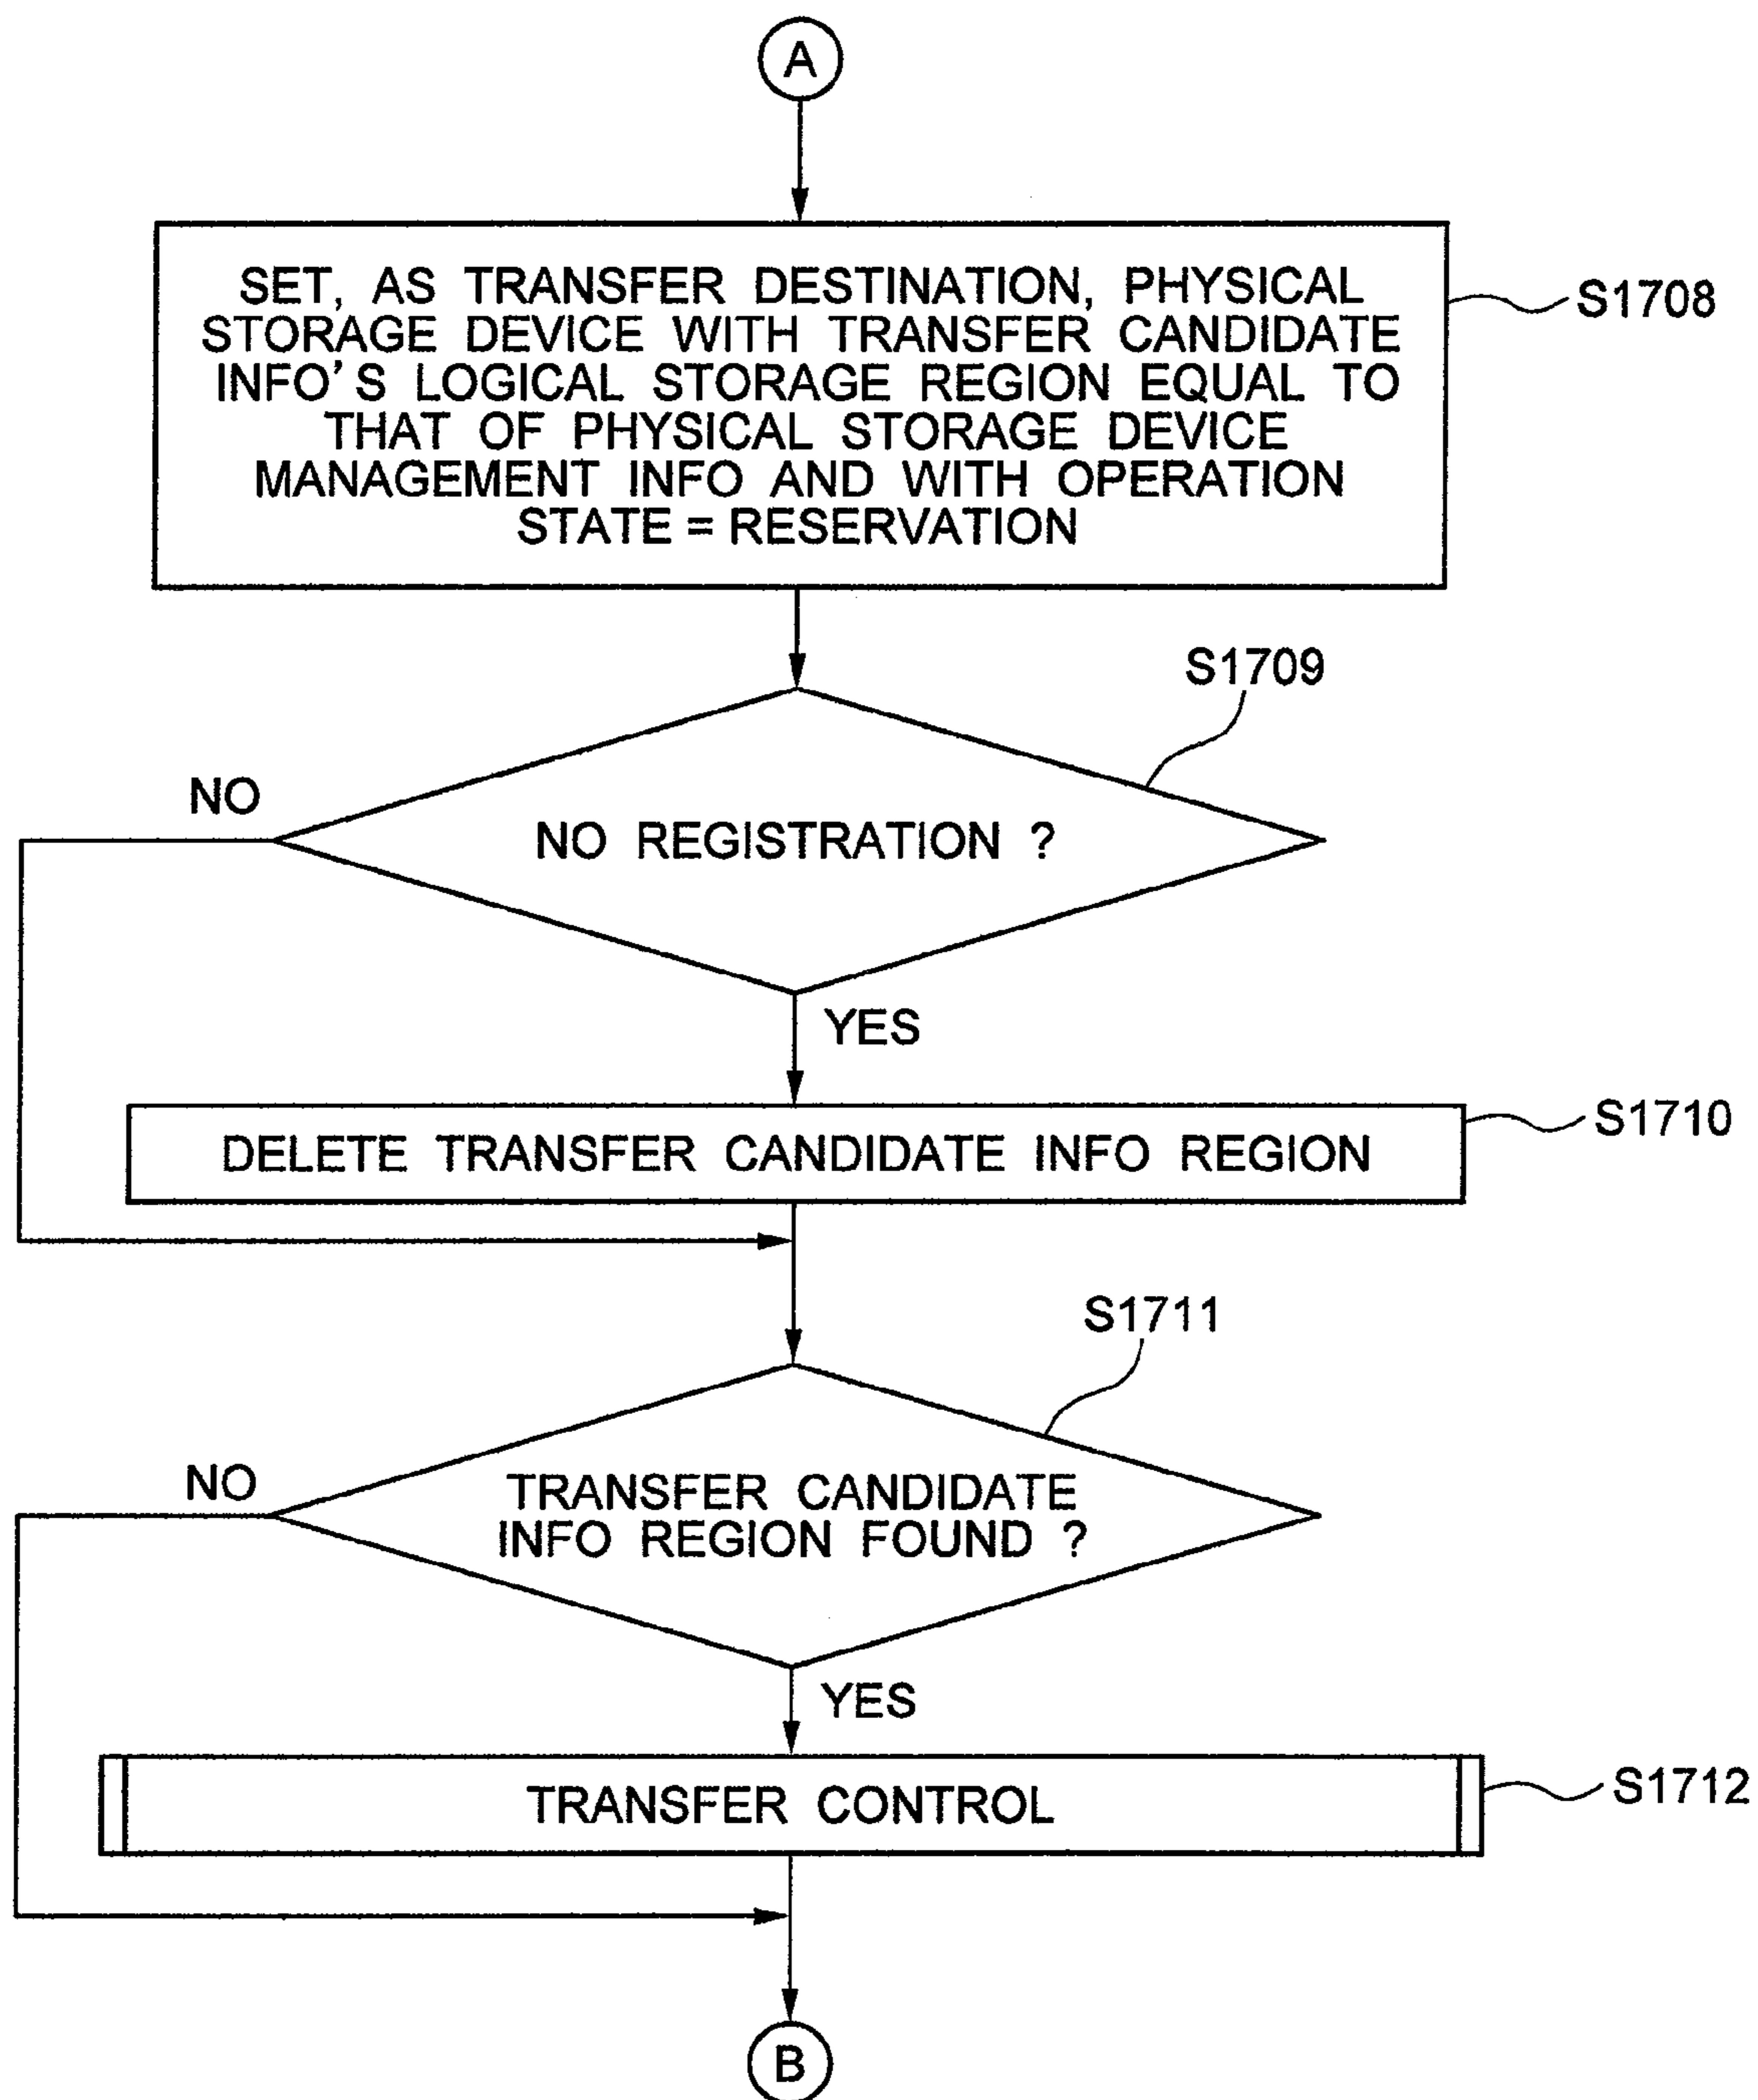 A
SET, AS TRANSFER DESTINATION, PHYSICAL
STORAGE DEVICE WITH TRANSFER CANDIDATE
INFO'S LOGICAL STORAGE REGION EQUAL TO
THAT OF PHYSICAL STORAGE DEVICE
MANAGEMENT INFO AND WITH OPERATION
STATE = RESERVATION
S1708
S1709
NO
NO REGISTRATION ?
YES
DELETE TRANSFER CANDIDATE INFO REGION
S1710
S1711
NO
TRANSFER CANDIDATE
INFO REGION FOUND ?
YES
TRANSFER CONTROL
S1712
B